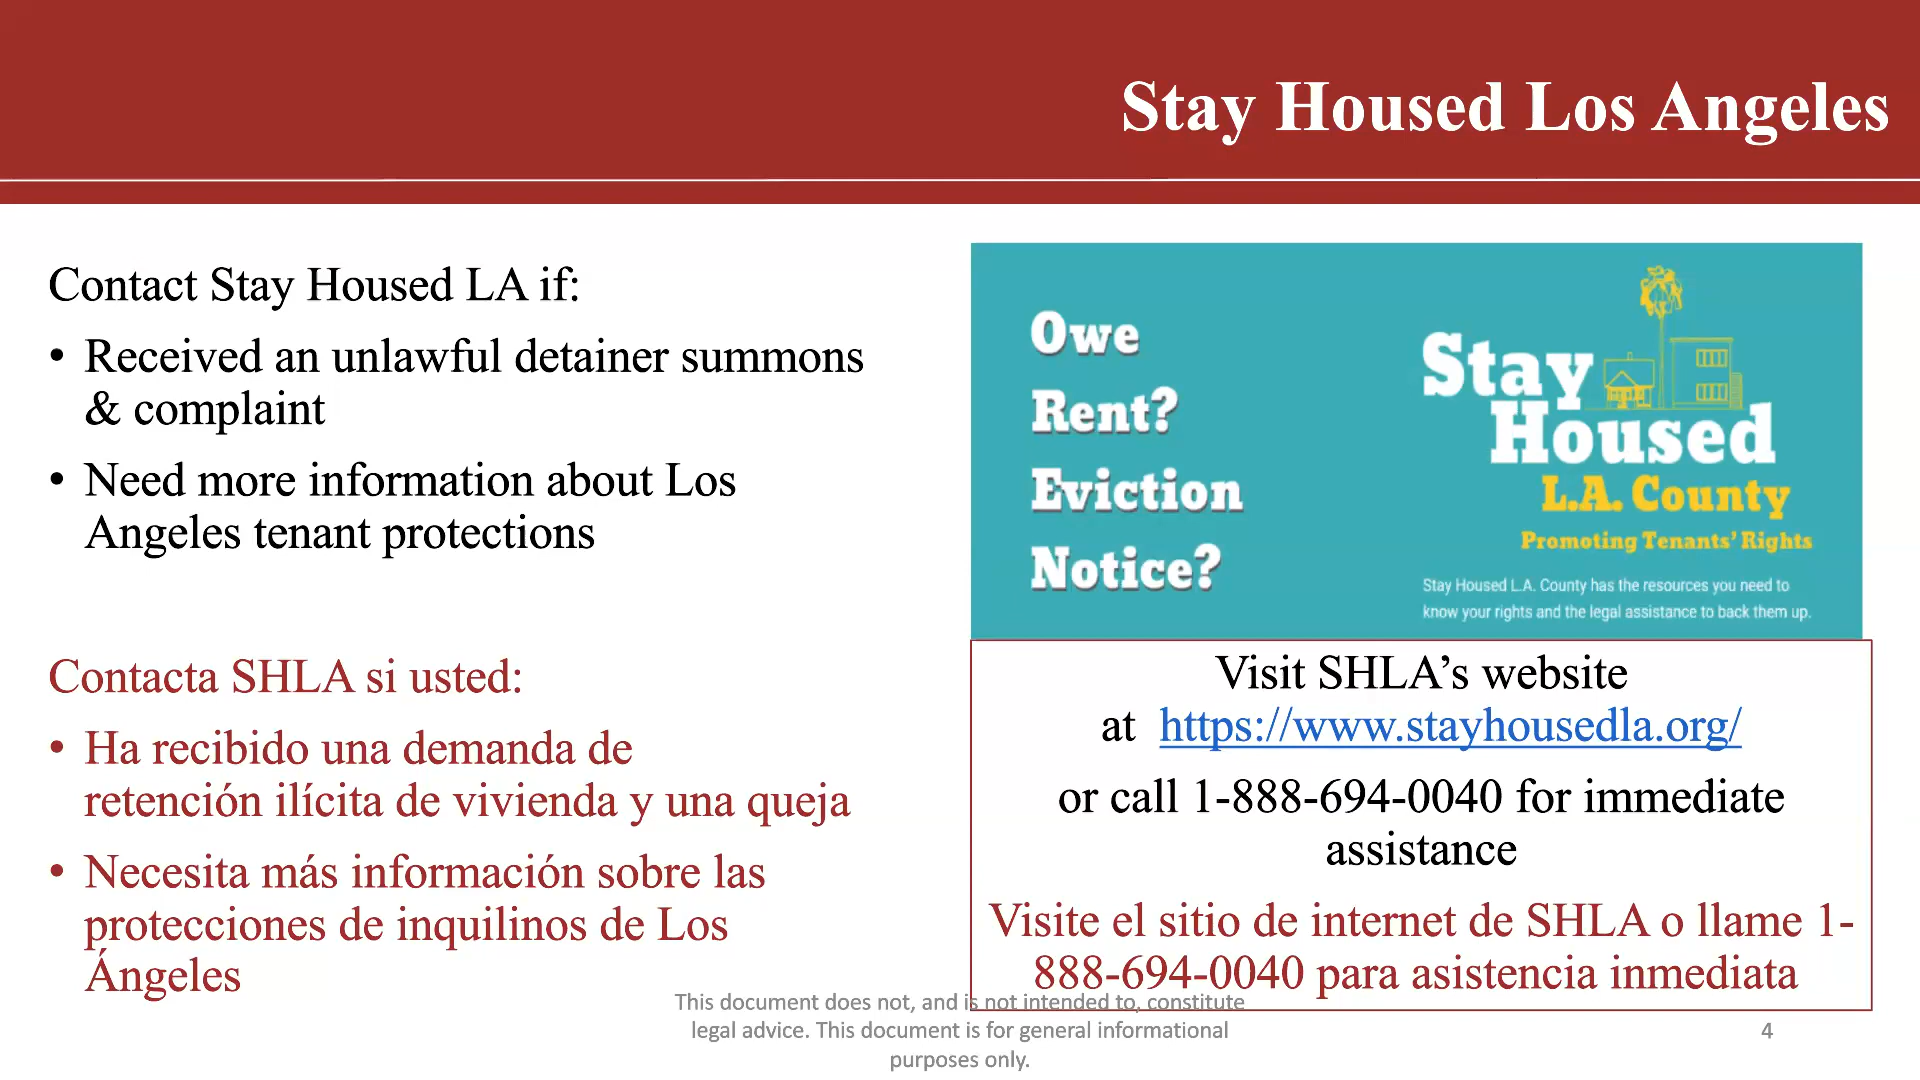 Stay Housed Los Angeles
Contact Stay Housed LA if:
• Received an unlawful detainer summons
& complaint
• Need more information about Los
Angeles tenant protections
Contacta SHLA si usted:
• Ha recibido una demanda de
retención ilícita de vivienda y una queja
• Necesita más información sobre las
protecciones de inquilinos de Los
Ángeles
Owe
Rent?
Eviction
Notice?
Stay
Housed
L.A. County
Promoting Tenants' Rights
Stay Housed L.A. County has the resources you need to
know your rights and the legal assistance to back them up.
Visit SHLA’s website
at https://www.stayhousedla.org/
or call 1-888-694-0040 for immediate
assistance
Visite el sitio de internet de SHLA o llame 1-
888-694-0040 para asistencia inmediata
This document does not, and is not intended to, constitute
legal advice. This document is for general informational
purposes only.
4